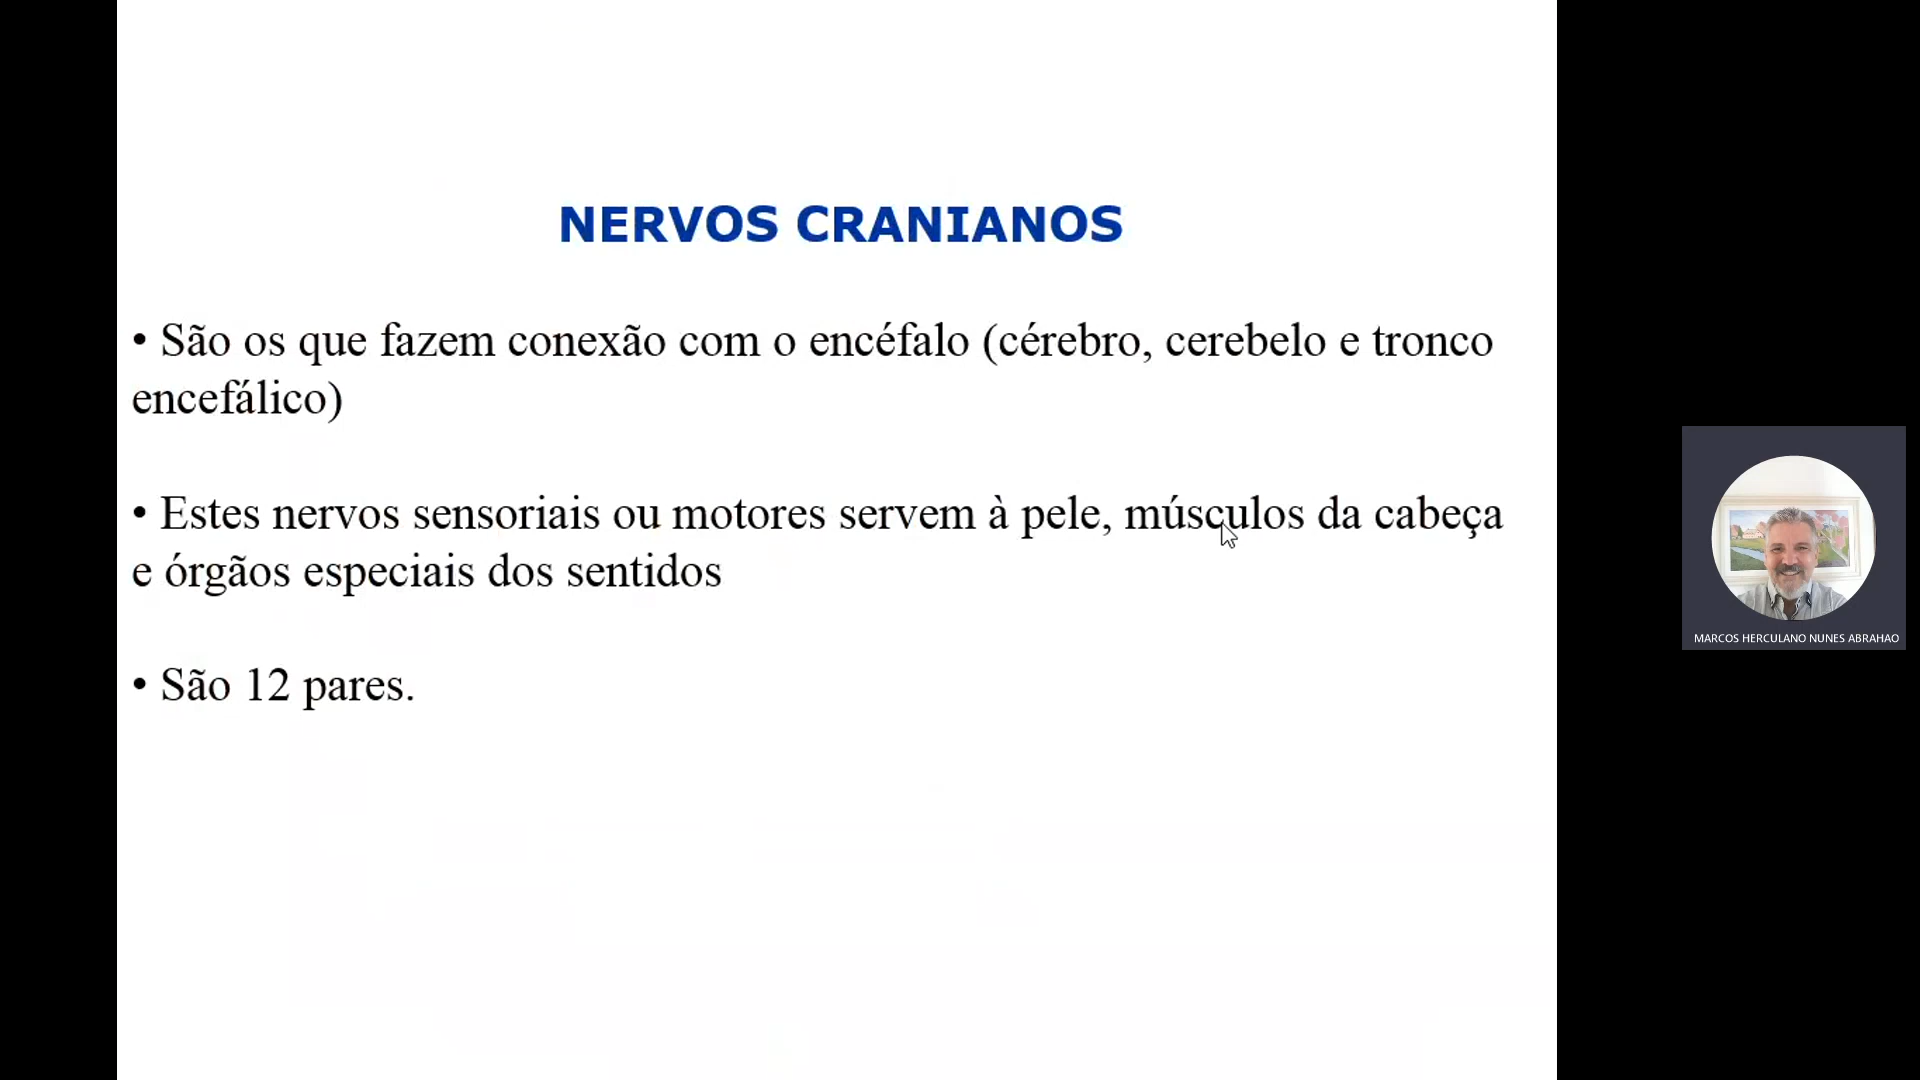 NERVOS CRANIANOS
• São os que fazem conexão com o encéfalo (cérebro, cerebelo e tronco
encefálico)
• Estes nervos sensoriais ou motores servem à pele, músculos da cabeça
e órgãos especiais dos sentidos
• São 12 pares.
MARCOS HERCULANO NUNES ABRAHAO